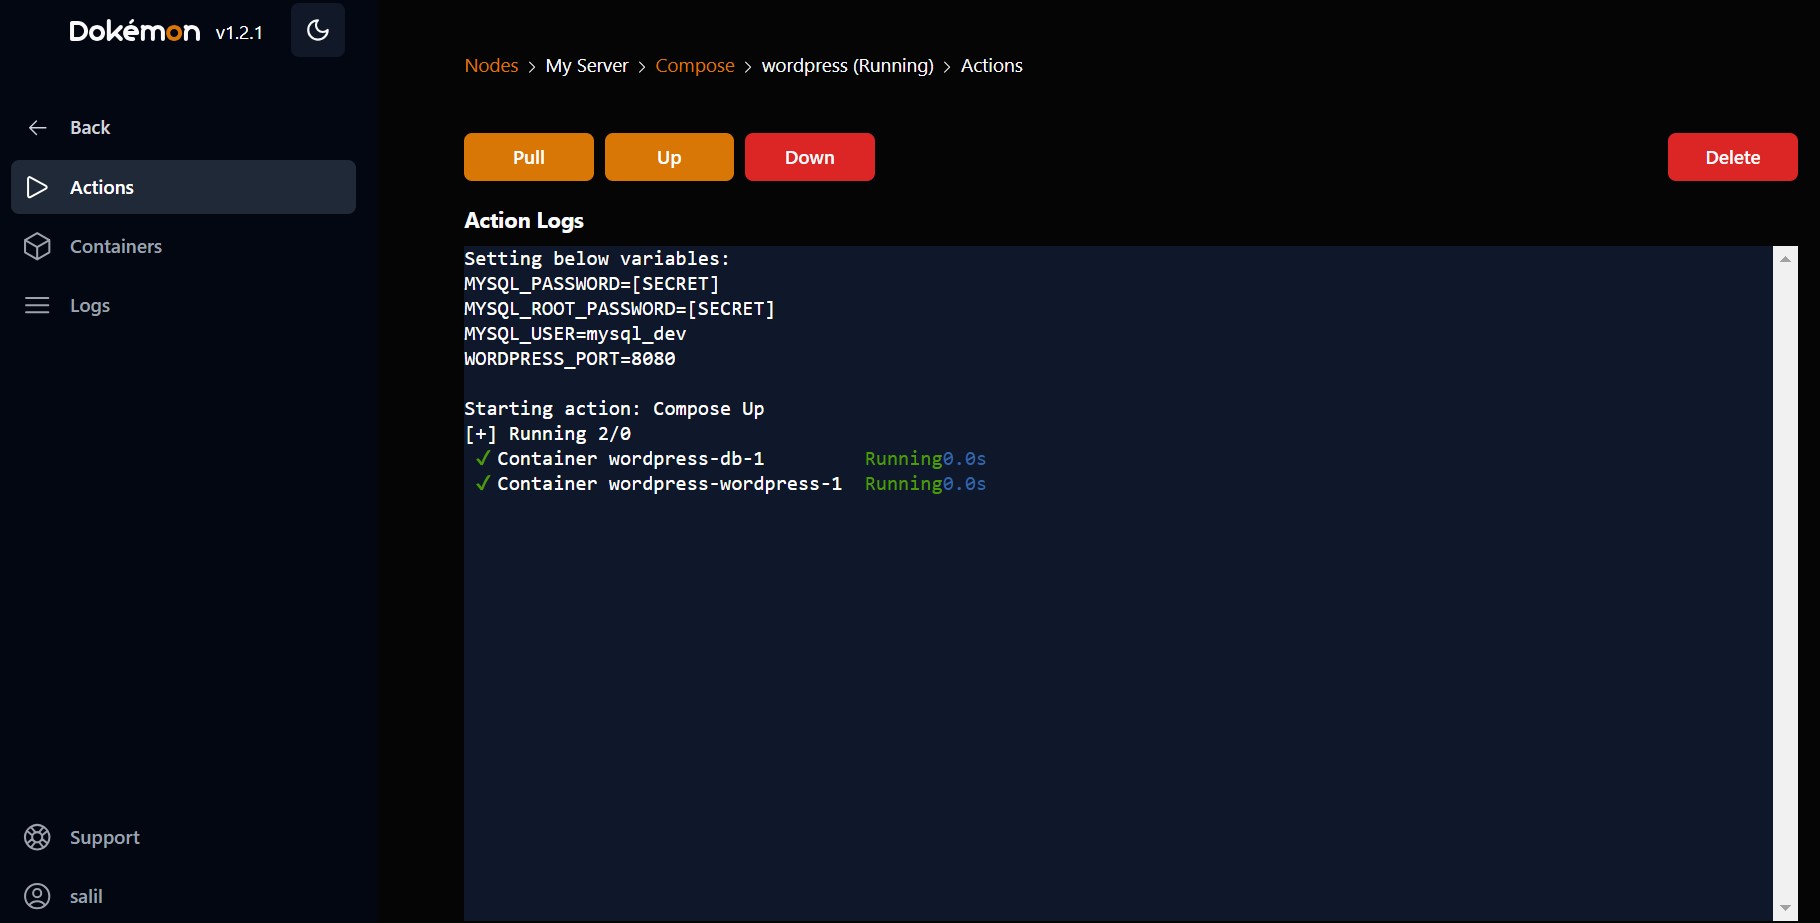 Dokémon v1.2.1
Back
Actions
Containers
Logs
Support
salil
Nodes > My Server > Compose > wordpress (Running) > Actions
Pull Up Down Delete
Action Logs
Setting below variables:
MYSQL_PASSWORD=[SECRET]
MYSQL_ROOT_PASSWORD=[SECRET]
MYSQL_USER=mysql_dev
WORDPRESS_PORT=8080
Starting action: Compose Up
[+] Running 2/0
✓ Container wordpress-db-1 Running0.0s
✓ Container wordpress-wordpress-1 Running0.0s